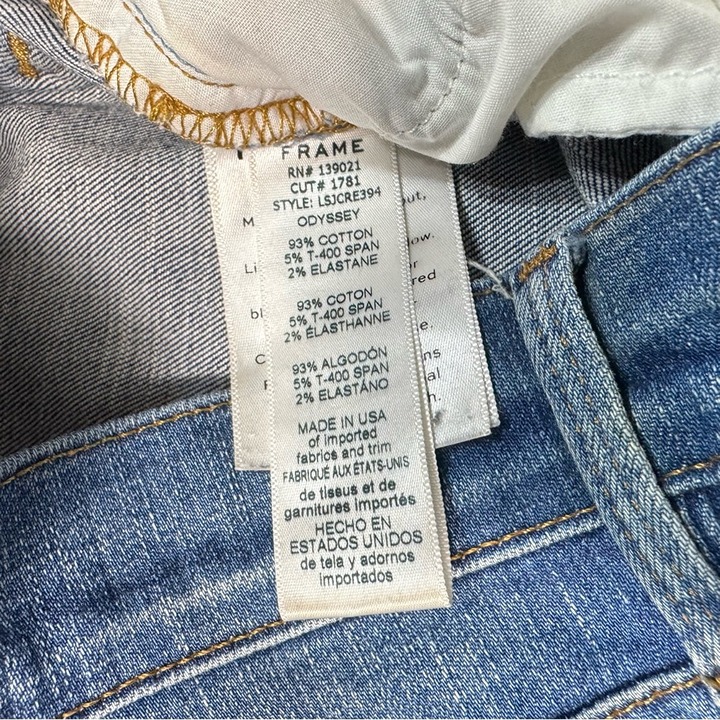 FRAME
RN# 139021
CUT# 1781
STYLE: LSJCRE394
ODYSSEY
93% COTTON
5% T-400 SPAN
2% ELASTANE
93% COTON
5% T-400 SPAN
2% ÉLASTHANNE
93% ALGODÓN
5% T-400 SPAN
2% ELASTÁNO
MADE IN USA
of imported
fabrics and trim
FABRIQUÉ AUX ÉTATS-UNIS
de tissus et de
garnitures importés
HECHO EN
ESTADOS UNIDOS
de tela y adornos
importados